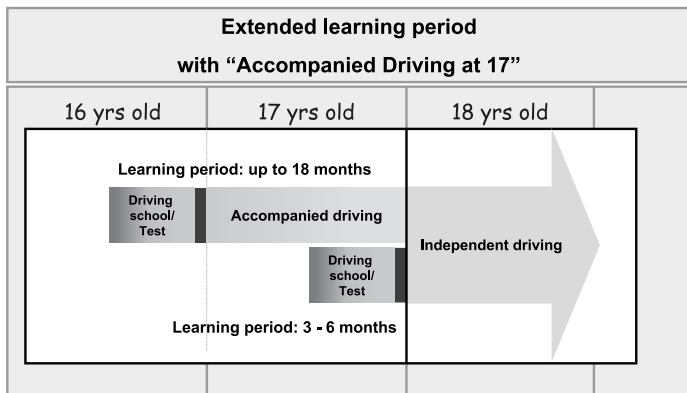 Extended learning period
with “Accompanied Driving at 17”
16 yrs old
17 yrs old
18 yrs old
Learning period: up to 18 months
Driving
school/
Test
Accompanied driving
Independent driving
Driving
school/
Test
Learning period: 3 - 6 months